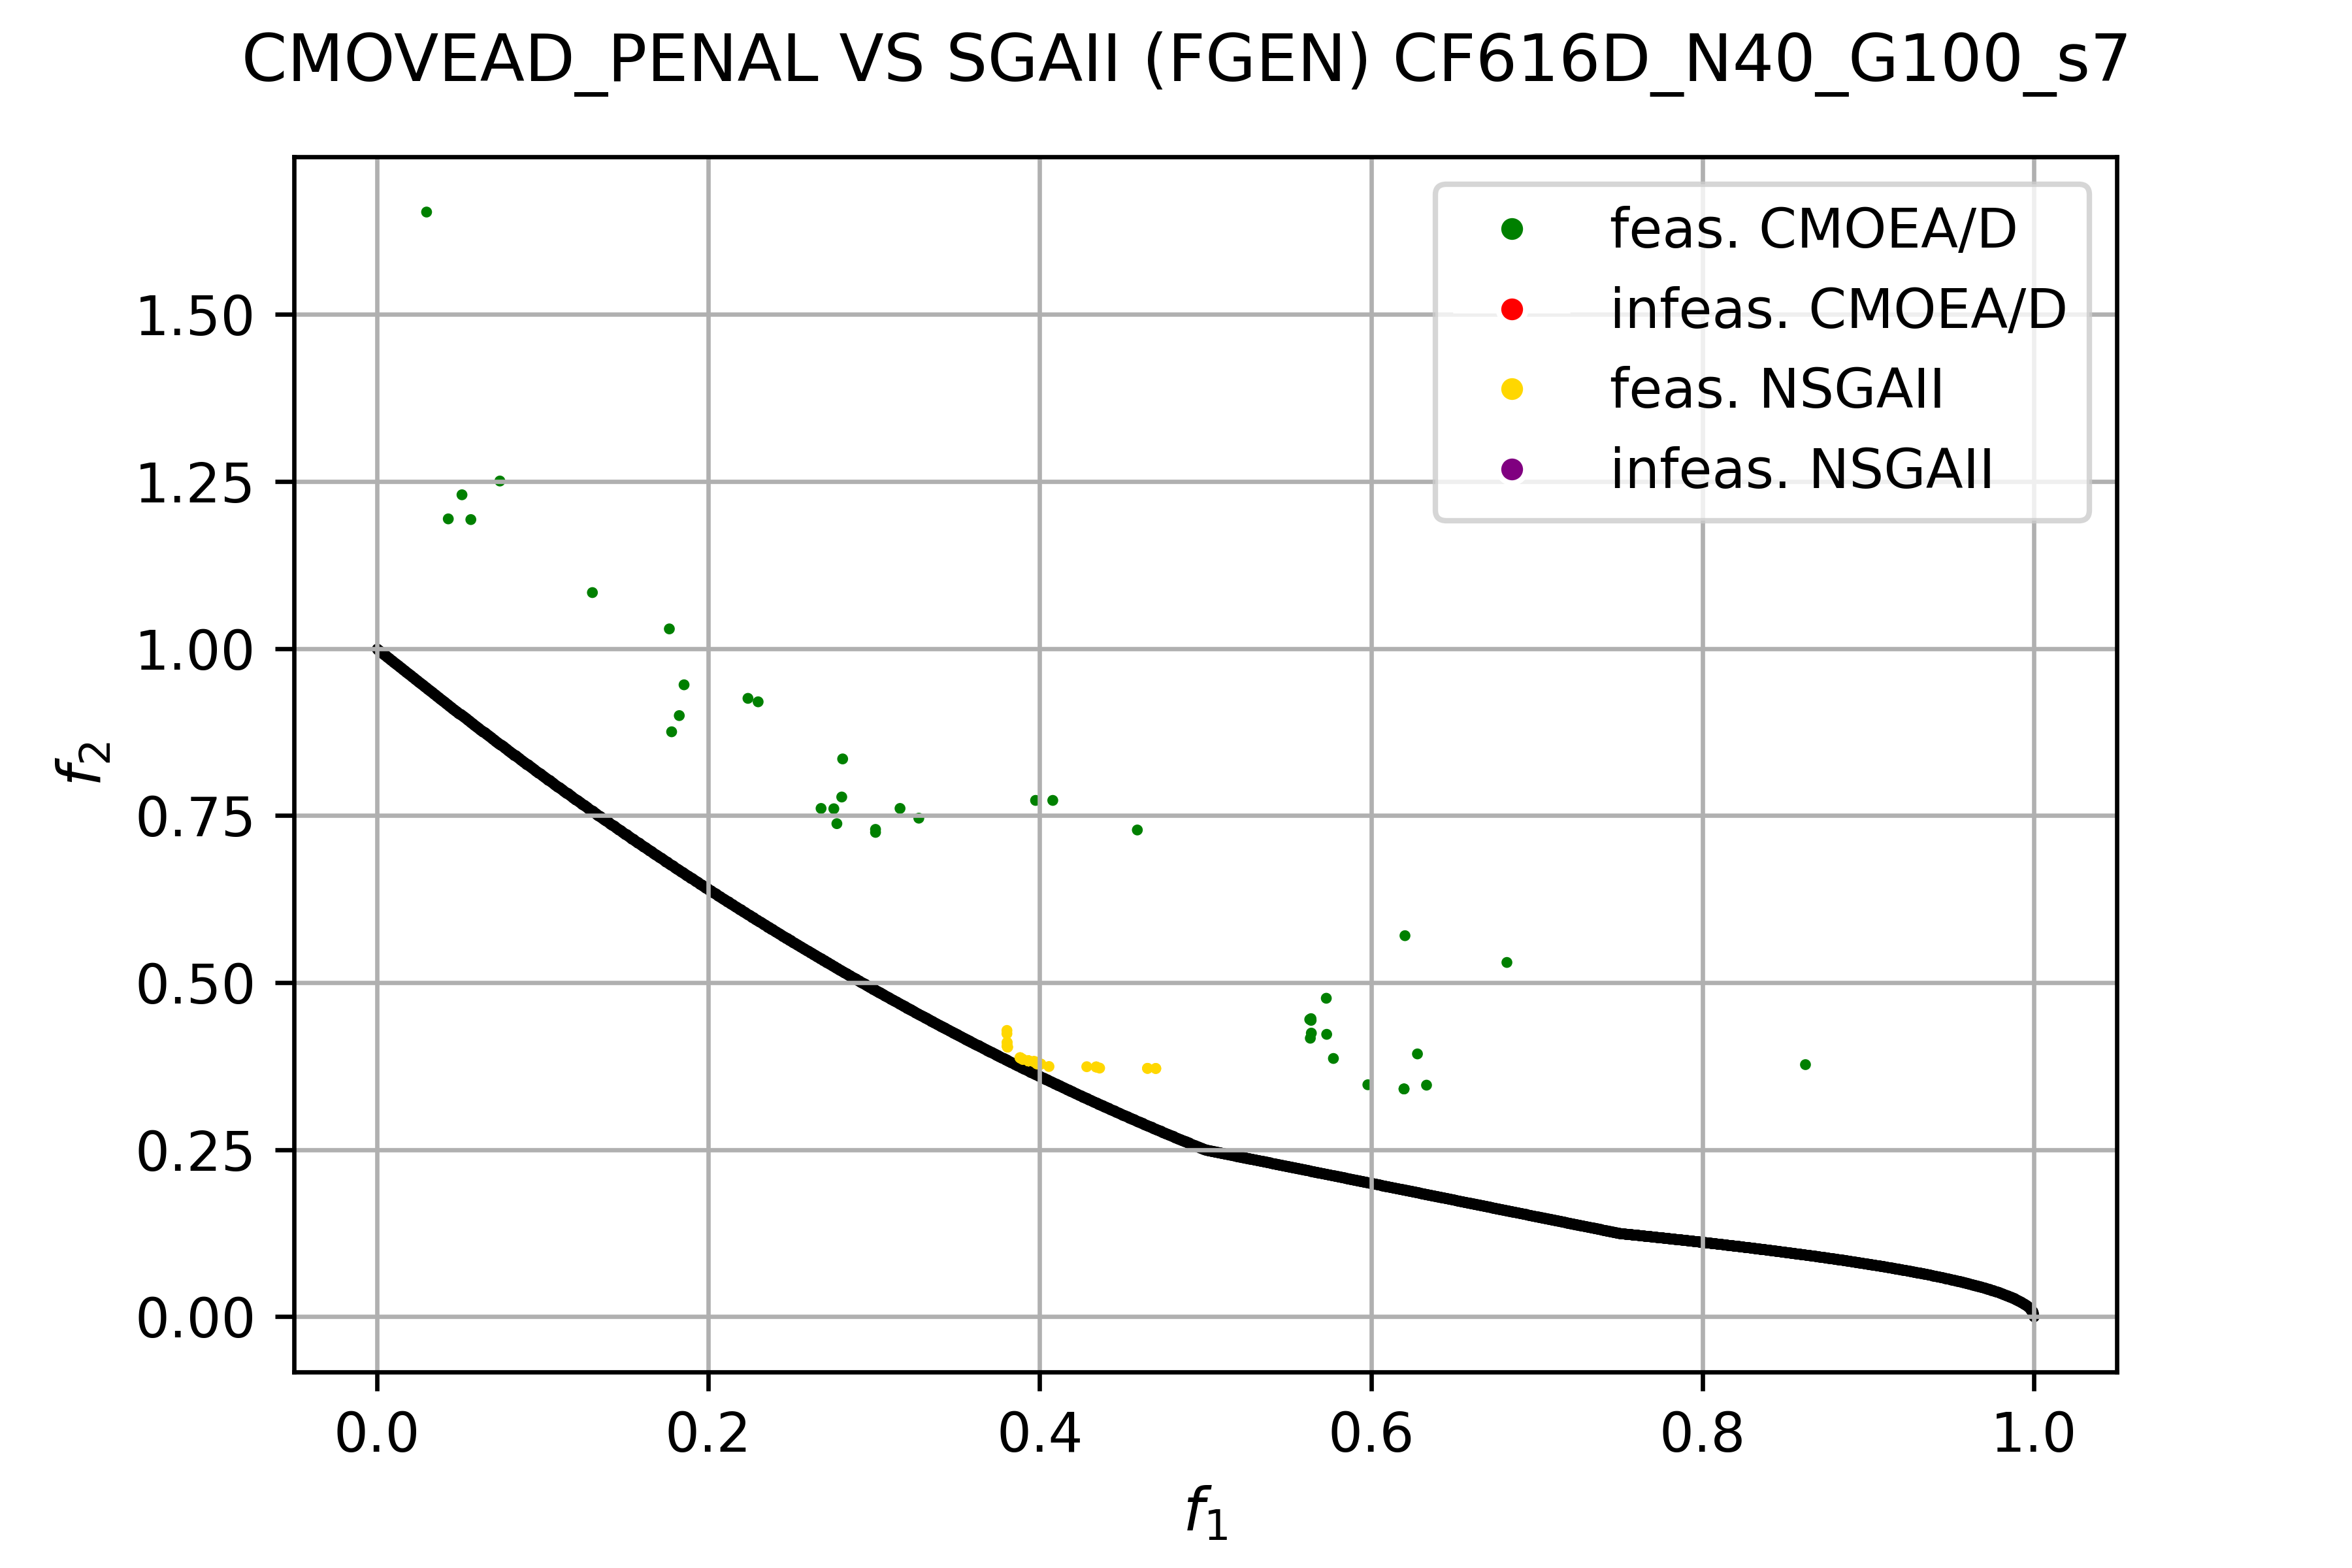 CMOVEAD_PENAL VS SGAII (FGEN) CF616D_N40_G100_s7
feas. CMOEA/D
infeas. CMOEA/D
feas. NSGAII
infeas. NSGAII
1.50
1.25
1.00
0.75
0.50
0.25
0.00
f2
0.0 0.2 0.4 0.6 0.8 1.0
f1